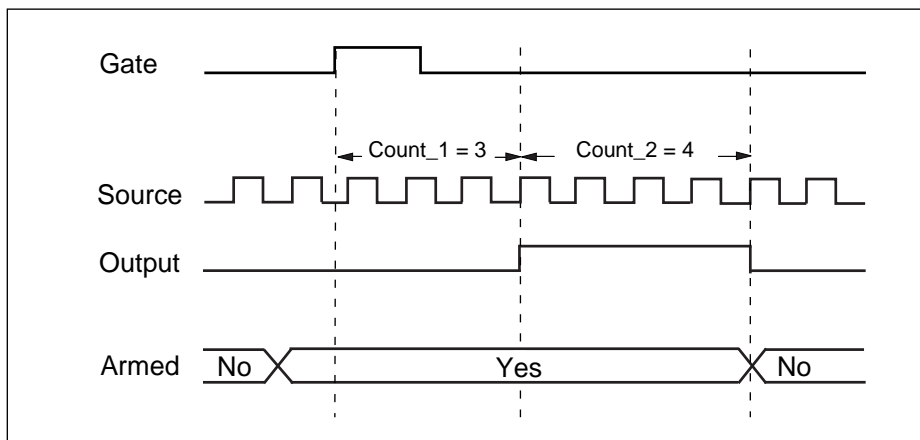 Gate
Count_1 = 3 Count_2 = 4
Source
Output
Armed No Yes No